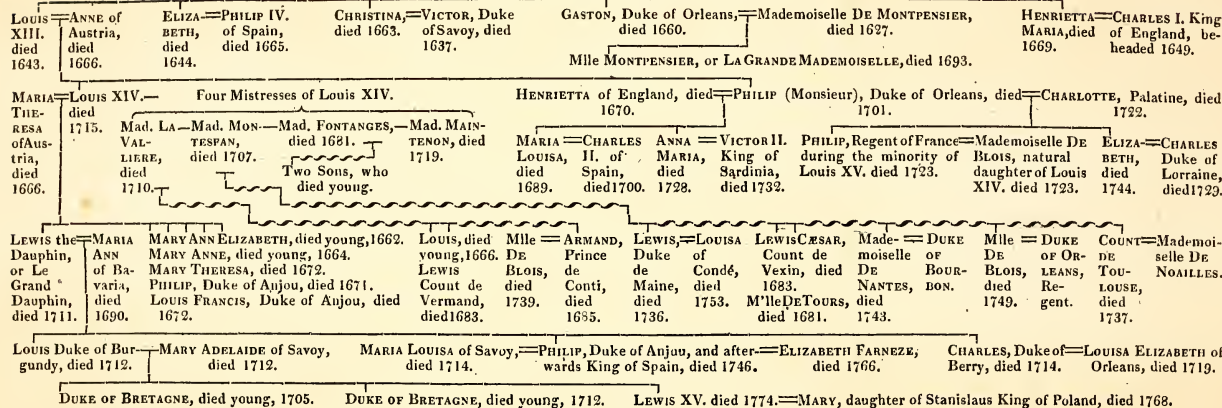 LOUIS XIII. died 1643.
ANNE of Austria, died 1666.
ELIZABETH, died 1644.
PHILIP IV. of Spain, died 1665.
CHRISTINA, died 1663.
VICTOR, Duke of Savoy, died 1637.
GASTON, Duke of Orleans, died 1660.
Mademoiselle DE MONTPENSIER, died 1627.
HENRIETTA MARIA, died 1669.
CHARLES I. King of England, beheaded 1649.
Mlle MONTPENSIER, or LA GRANDE MADEMOISELLE, died 1693.
MARIA THERESA of Austria, died 1666.
LOUIS XIV.— died 1715.
Four Mistresses of Louis XIV.
Mad. LA VALLIERE, died 1710.
Mad. MONTESPAN, died 1707.
Mad. FONTANGES, died 1681.
Mad. MAINTENON, died 1719.
Two Sons, who died young.
HENRIETTA of England, died 1670.
PHILIP (Monsieur), Duke of Orleans, died 1701.
CHARLOTTE, Palatine, died 1722.
MARIA LOUISA, died 1689.
CHARLES II. of Spain, died 1700.
ANNA MARIA, died 1728.
VICTOR II. King of Sardinia, died 1732.
PHILIP, Regent of France during the minority of Louis XV. died 1723.
Mademoiselle DE BLOIS, natural daughter of Louis XIV. died 1723.
ELIZABETH, died 1744.
CHARLES Duke of Lorraine, died 1729.
LEWIS the Dauphin, or Le Grand Dauphin, died 1711.
MARIA ANN of Bavaria, died 1690.
MARY ANN ELIZABETH, died young, 1662.
MARY ANNE, died young, 1664.
MARY THERESA, died 1672.
PHILIP, Duke of Anjou, died 1671.
LOUIS FRANCIS, Duke of Anjou, died 1672.
LOUIS, died young, 1666.
LEWIS Count de Vermand, died 1683.
Mlle DE BLOIS, died 1739.
ARMAND, Prince de Conti, died 1685.
LEWIS, Duke de Maine, died 1736.
LOUISA of Condé, died 1753.
LEWIS CÆSAR, Count de Vexin, died 1683.
M'lle DE TOURS, died 1681.
Mademoiselle DE NANTES, died 1743.
DUKE OF BOURBON.
Mlle DE BLOIS, died 1749.
DUKE OF ORLEANS, Regent.
COUNT DE TOULOUSE, died 1737.
Mademoiselle DE NOAILLES.
LOUIS Duke of Burgundy, died 1712.
MARY ADELAIDE of Savoy, died 1712.
MARIA LOUISA of Savoy, died 1714.
PHILIP, Duke of Anjou, and afterwards King of Spain, died 1746.
ELIZABETH FARNEZE, died 1766.
CHARLES, Duke of Berry, died 1714.
LOUISA ELIZABETH of Orleans, died 1719.
DUKE OF BRETAGNE, died young, 1705.
DUKE OF BRETAGNE, died young, 1712.
LEWIS XV. died 1774.
MARY, daughter of Stanislaus King of Poland, died 1768.